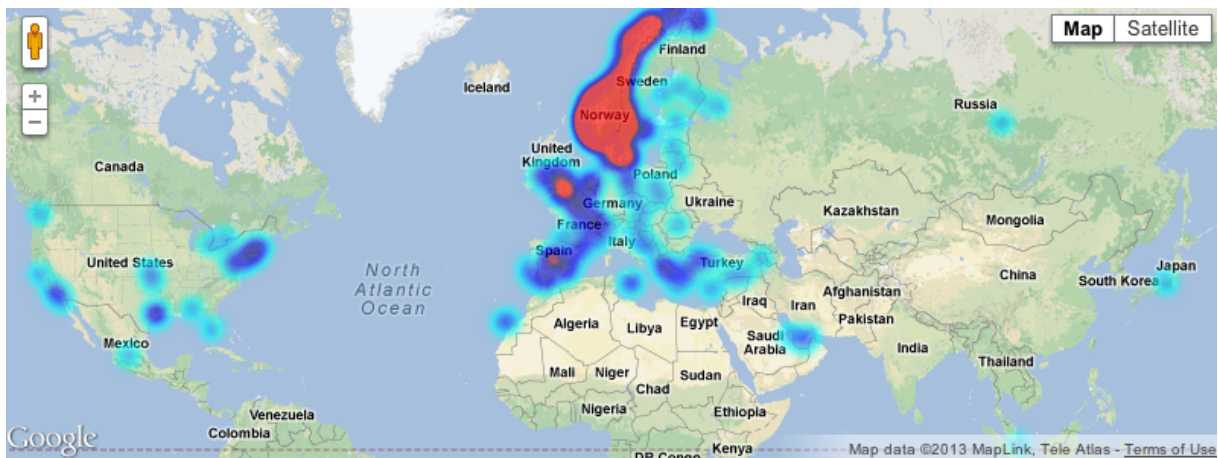 Map Satellite
Finland
Iceland
Sweden
Russia
Norway
United
Kingdom
Canada
Poland
Germany
Ukraine
Kazakhstan
Mongolia
France
Italy
Spain
United States
Turkey
North
Atlantic
Ocean
China
South Korea
Japan
Iraq
Iran
Afghanistan
Pakistan
Algeria
Libya
Egypt
Saudi
Arabia
India
Mexico
Thailand
Mali
Niger
Chad
Sudan
Nigeria
Ethiopia
Venezuela
Colombia
Kenya
DR Congo
Google
Map data ©2013 MapLink, Tele Atlas - Terms of Use